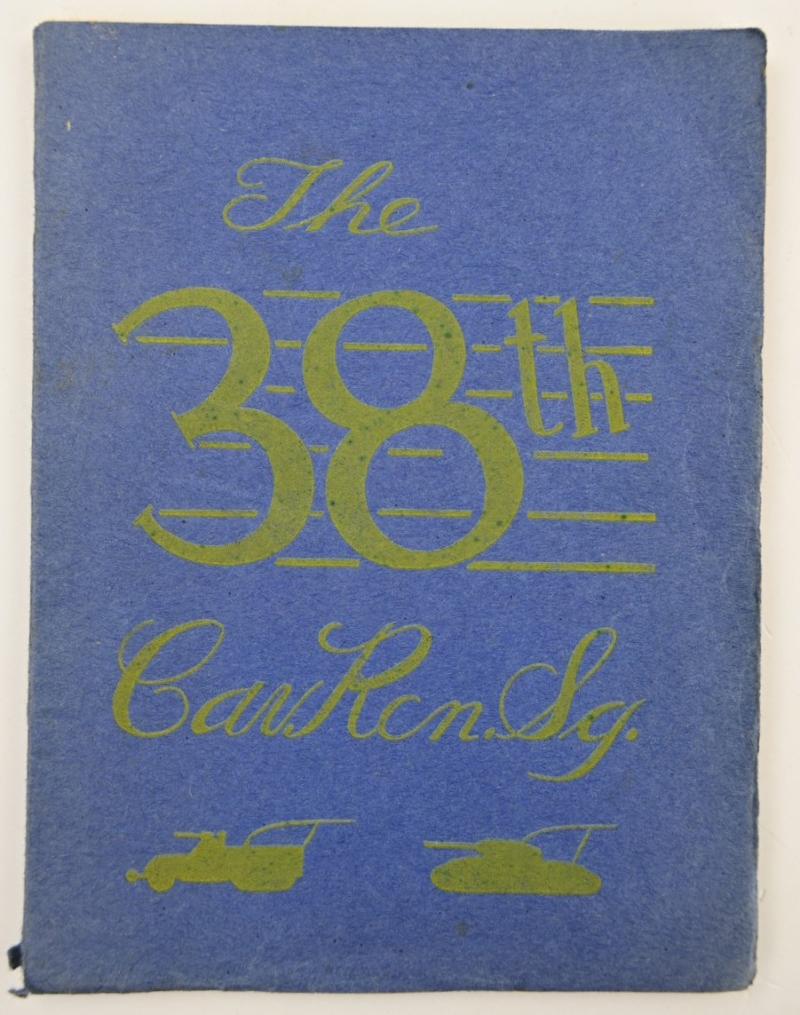 The
38th
Cav. Rcn. Sq.